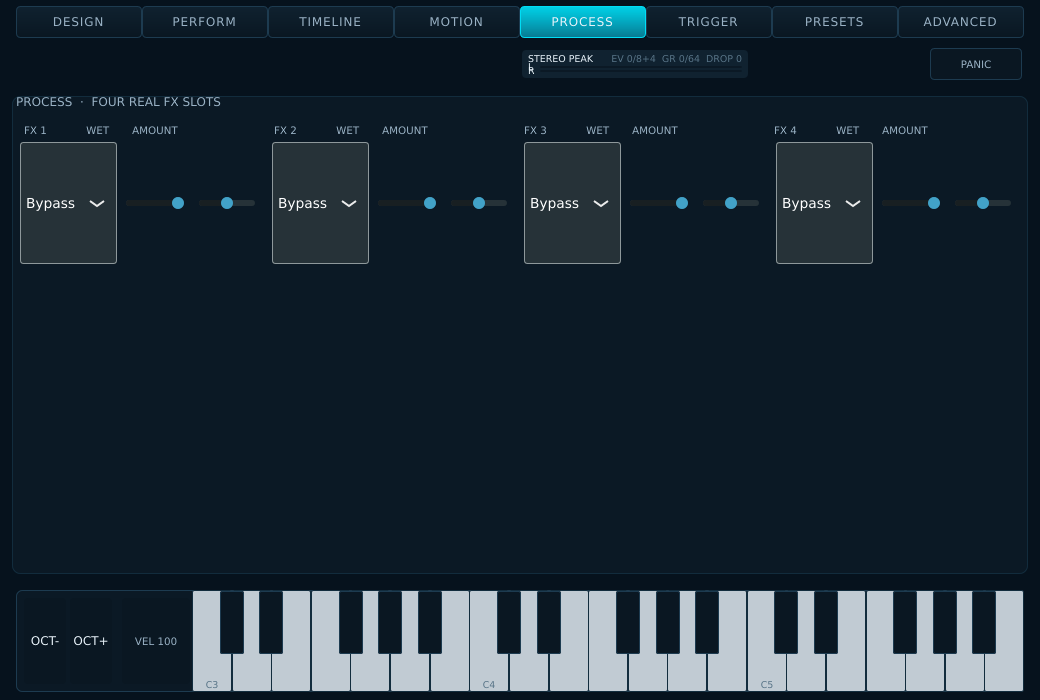 DESIGN PERFORM TIMELINE MOTION PROCESS TRIGGER PRESETS ADVANCED
STEREO PEAK EV 0/8+4 GR 0/64 DROP 0
L
R
PANIC
PROCESS · FOUR REAL FX SLOTS
FX 1 WET AMOUNT FX 2 WET AMOUNT FX 3 WET AMOUNT FX 4 WET AMOUNT
Bypass Bypass Bypass Bypass
OCT- OCT+ VEL 100
C3 C4 C5